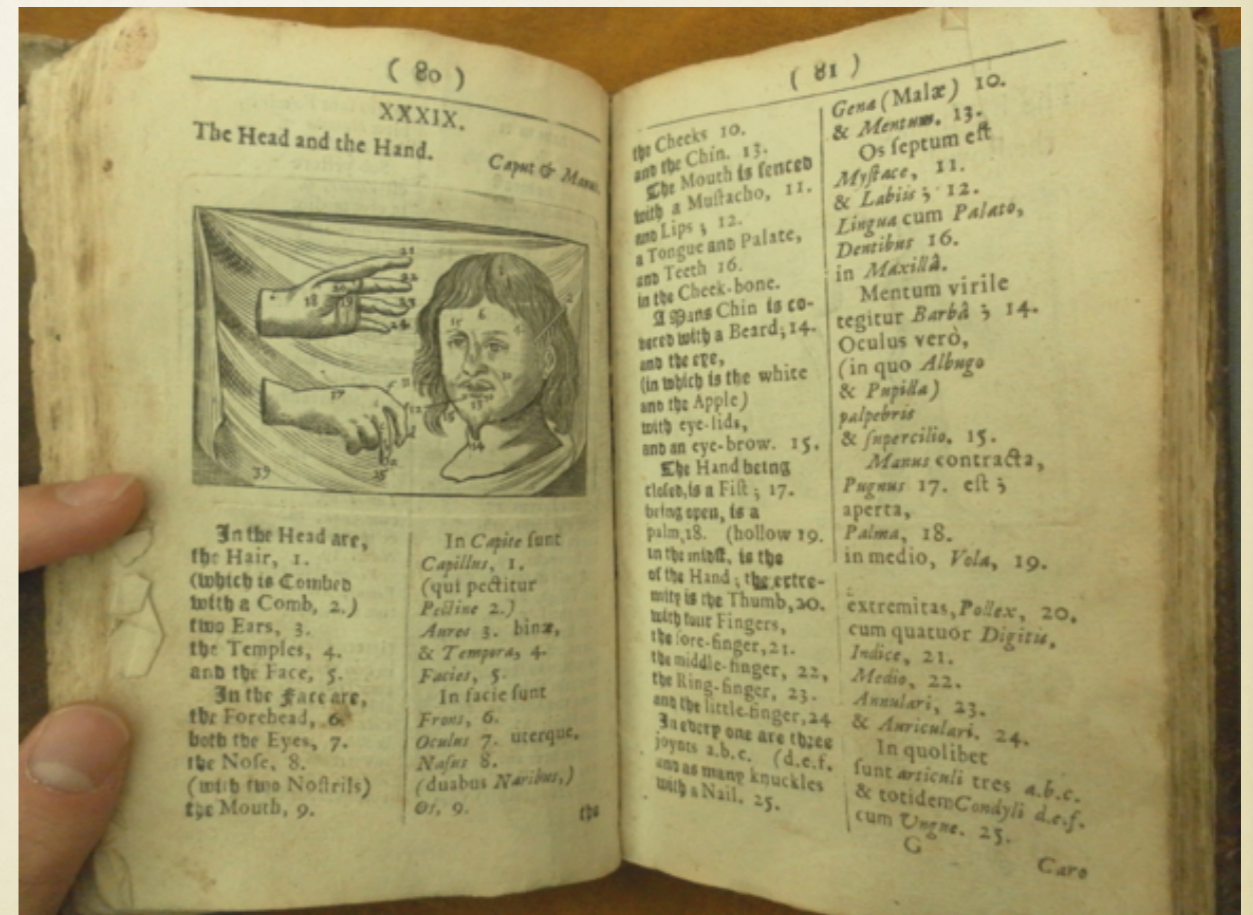 ( 80 )
XXXIX.
The Head and the Hand.
Caput & Manus.
39
In the Head are,
the Hair, 1.
(which is Combed
with a Comb, 2.)
two Ears, 3.
the Temples, 4.
and the Face, 5.
In the Face are,
the Forehead, 6.
both the Eyes, 7.
the Noſe, 8.
(with two Noſtrils)
the Mouth, 9.
In Capite ſunt
Capillus, 1.
(qui pectitur
Pectine 2.)
Aures 3. binæ,
& Tempora, 4.
Facies, 5.
In facie ſunt
Frons, 6.
Oculus 7. uterque,
Naſus 8.
(duabus Naribus,)
Os, 9.
the
( 81 )
the Cheeks 10.
and the Chin. 13.
The Mouth is fenced
with a Muſtacho, 11.
and Lips ; 12.
a Tongue and Palate,
and Teeth 16.
in the Cheek-bone.
A Mans Chin is co-
vered with a Beard; 14.
and the eye,
(in which is the white
and the Apple)
with eye-lids,
and an eye-brow. 15.
The Hand being
cloſed, is a Fiſt ; 17.
being open, is a
palm, 18. (hollow 19.
in the midſt, is the
of the Hand ; the extre-
mity is the Thumb, 20.
with four Fingers,
the fore-finger, 21.
the middle-finger, 22,
the Ring-finger, 23.
and the little-finger, 24
In every one are three
joynts a.b.c. (d.e.f.
and as many knuckles
with a Nail. 25.
Gena (Malæ) 10.
& Mentum. 13.
Os ſeptum eſt
Myſtace, 11.
& Labiis ; 12.
Lingua cum Palato,
Dentibus 16.
in Maxillâ.
Mentum virile
tegitur Barbâ ; 14.
Oculus verò,
(in quo Albugo
& Pupilla)
palpebris
& ſupercilio. 15.
Manus contracta,
Pugnus 17. eſt ;
aperta,
Palma, 18.
in medio, Vola, 19.
extremitas, Pollex, 20,
cum quatuor Digitis,
Indice, 21.
Medio, 22.
Annulari, 23.
& Auriculari. 24.
In quolibet
ſunt articuli tres a.b.c.
& totidem Condyli d.e.f.
cum Ungue. 25.
G
Caro